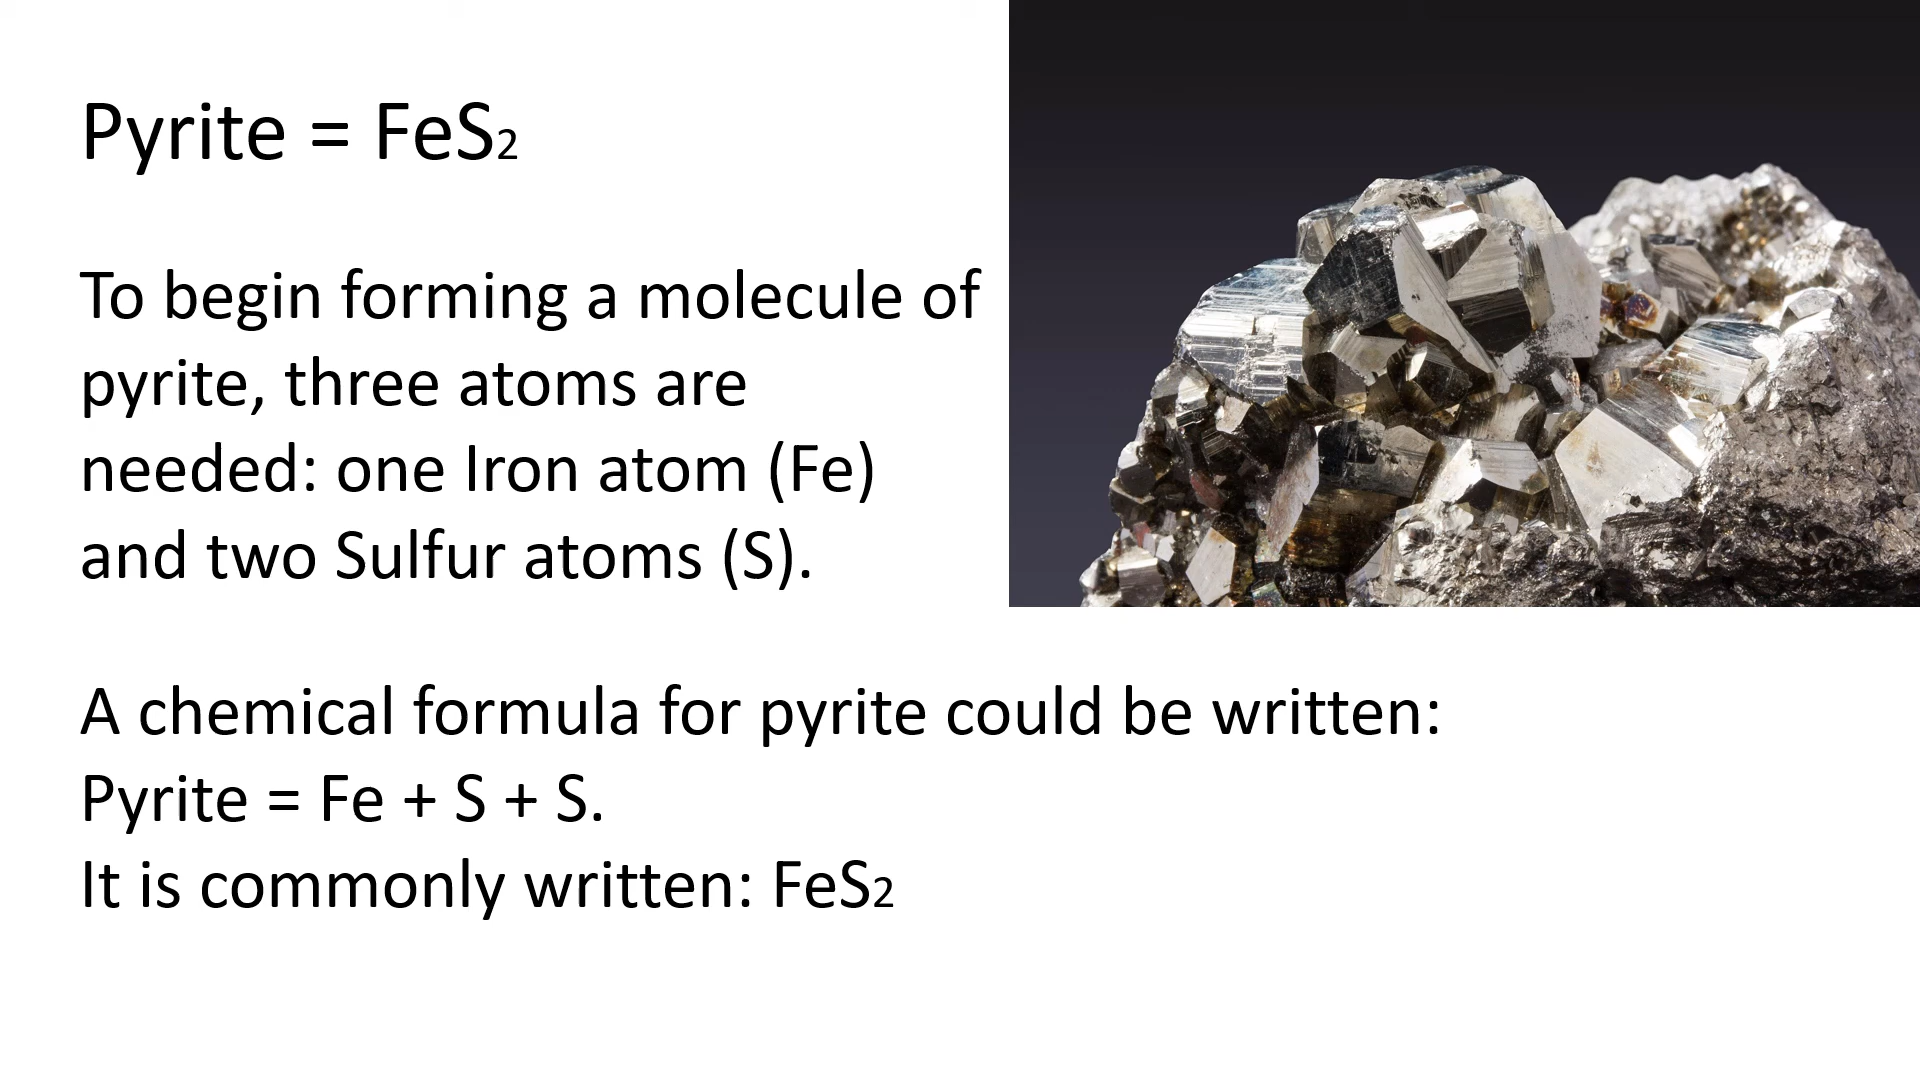 Pyrite = FeS₂
To begin forming a molecule of
pyrite, three atoms are
needed: one Iron atom (Fe)
and two Sulfur atoms (S).
A chemical formula for pyrite could be written:
Pyrite = Fe + S + S.
It is commonly written: FeS₂